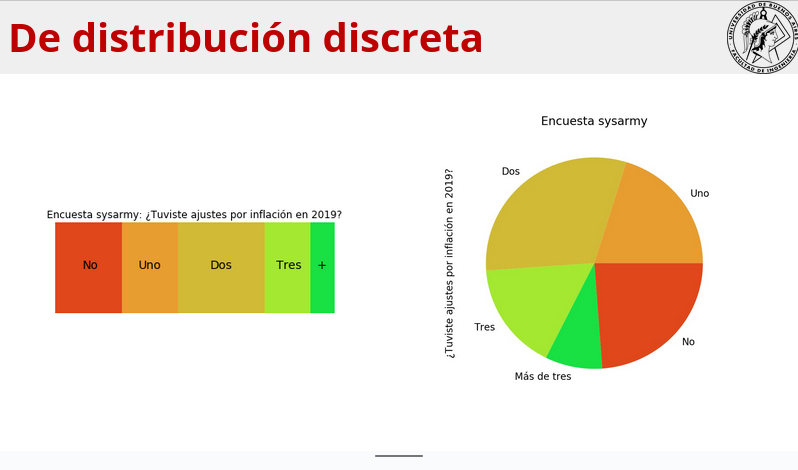 De distribución discreta
UNIVERSIDAD DE BUENOS AIRES
FACULTAD DE INGENIERÍA
Encuesta sysarmy: ¿Tuviste ajustes por inflación en 2019?
No
Uno
Dos
Tres
+
Encuesta sysarmy
¿Tuviste ajustes por inflación en 2019?
Dos
Uno
Tres
No
Más de tres